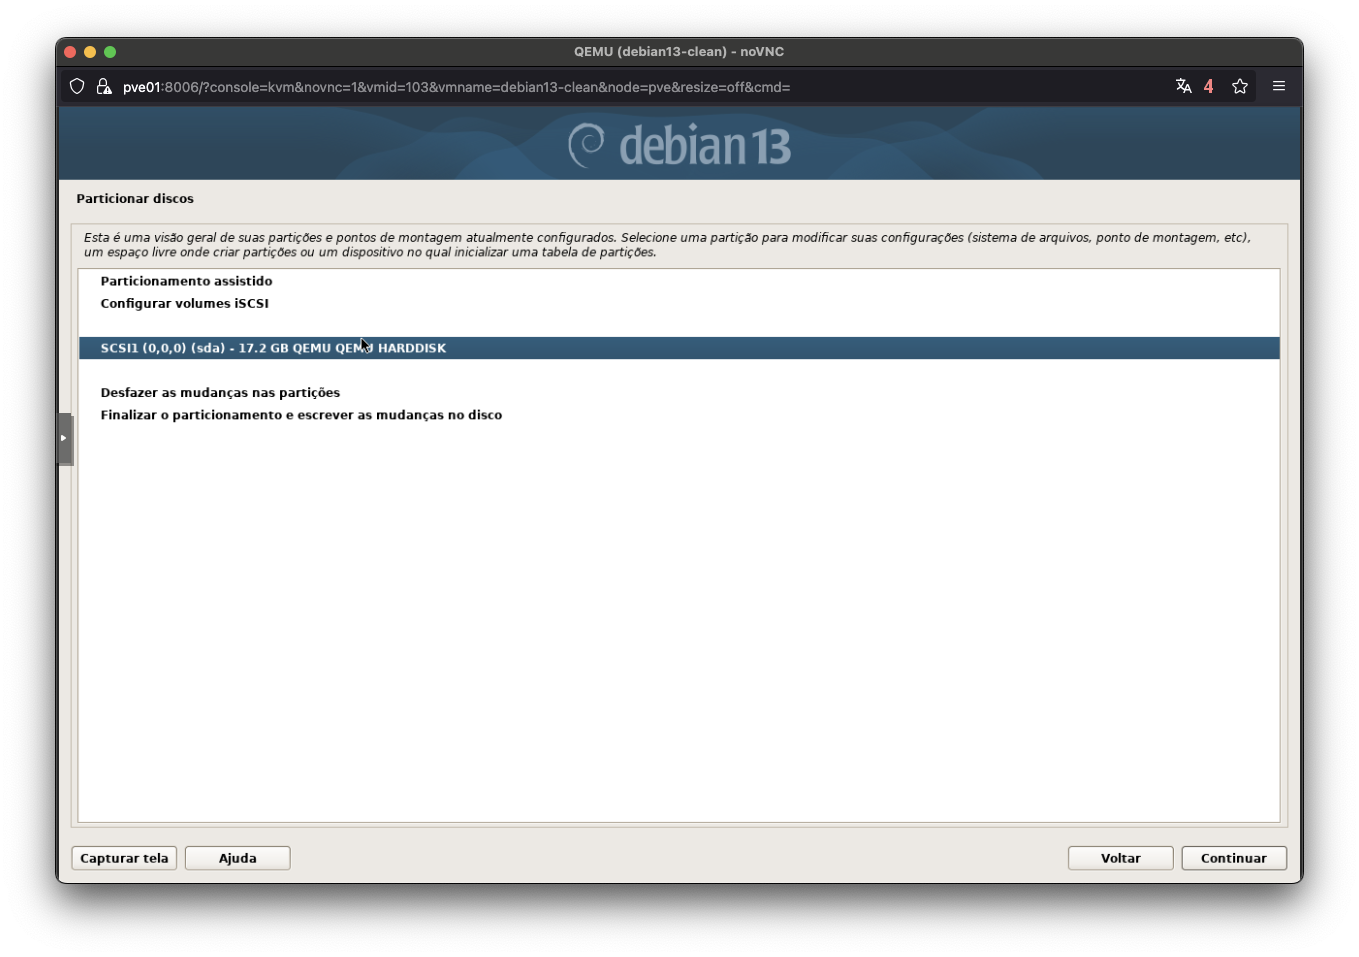 QEMU (debian13-clean) - noVNC
pve01:8006/?console=kvm&novnc=1&vmid=103&vmname=debian13-clean&node=pve&resize=off&cmd=
4
debian 13
Particionar discos
Esta é uma visão geral de suas partições e pontos de montagem atualmente configurados. Selecione uma partição para modificar suas configurações (sistema de arquivos, ponto de montagem, etc),
um espaço livre onde criar partições ou um dispositivo no qual inicializar uma tabela de partições.
Particionamento assistido
Configurar volumes iSCSI
SCSI1 (0,0,0) (sda) - 17.2 GB QEMU QEMU HARDDISK
Desfazer as mudanças nas partições
Finalizar o particionamento e escrever as mudanças no disco
Capturar tela
Ajuda
Voltar
Continuar